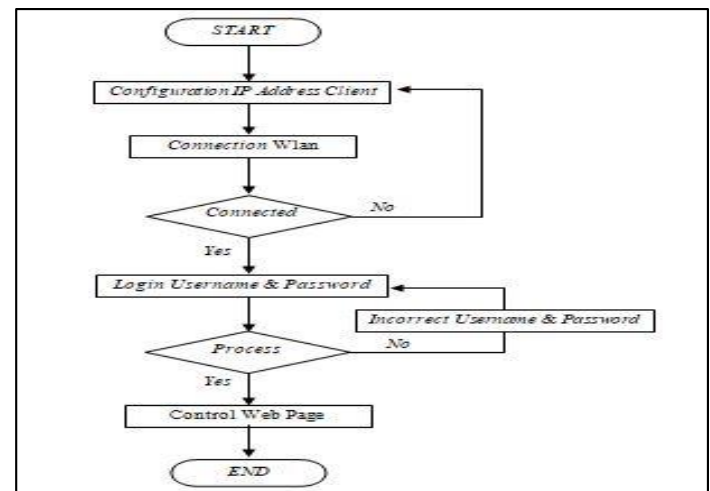 START
Configuration IP Address Client
Connection Wlan
Connected
No
Yes
Login Username & Password
Incorrect Username & Password
Process
No
Yes
Control Web Page
END